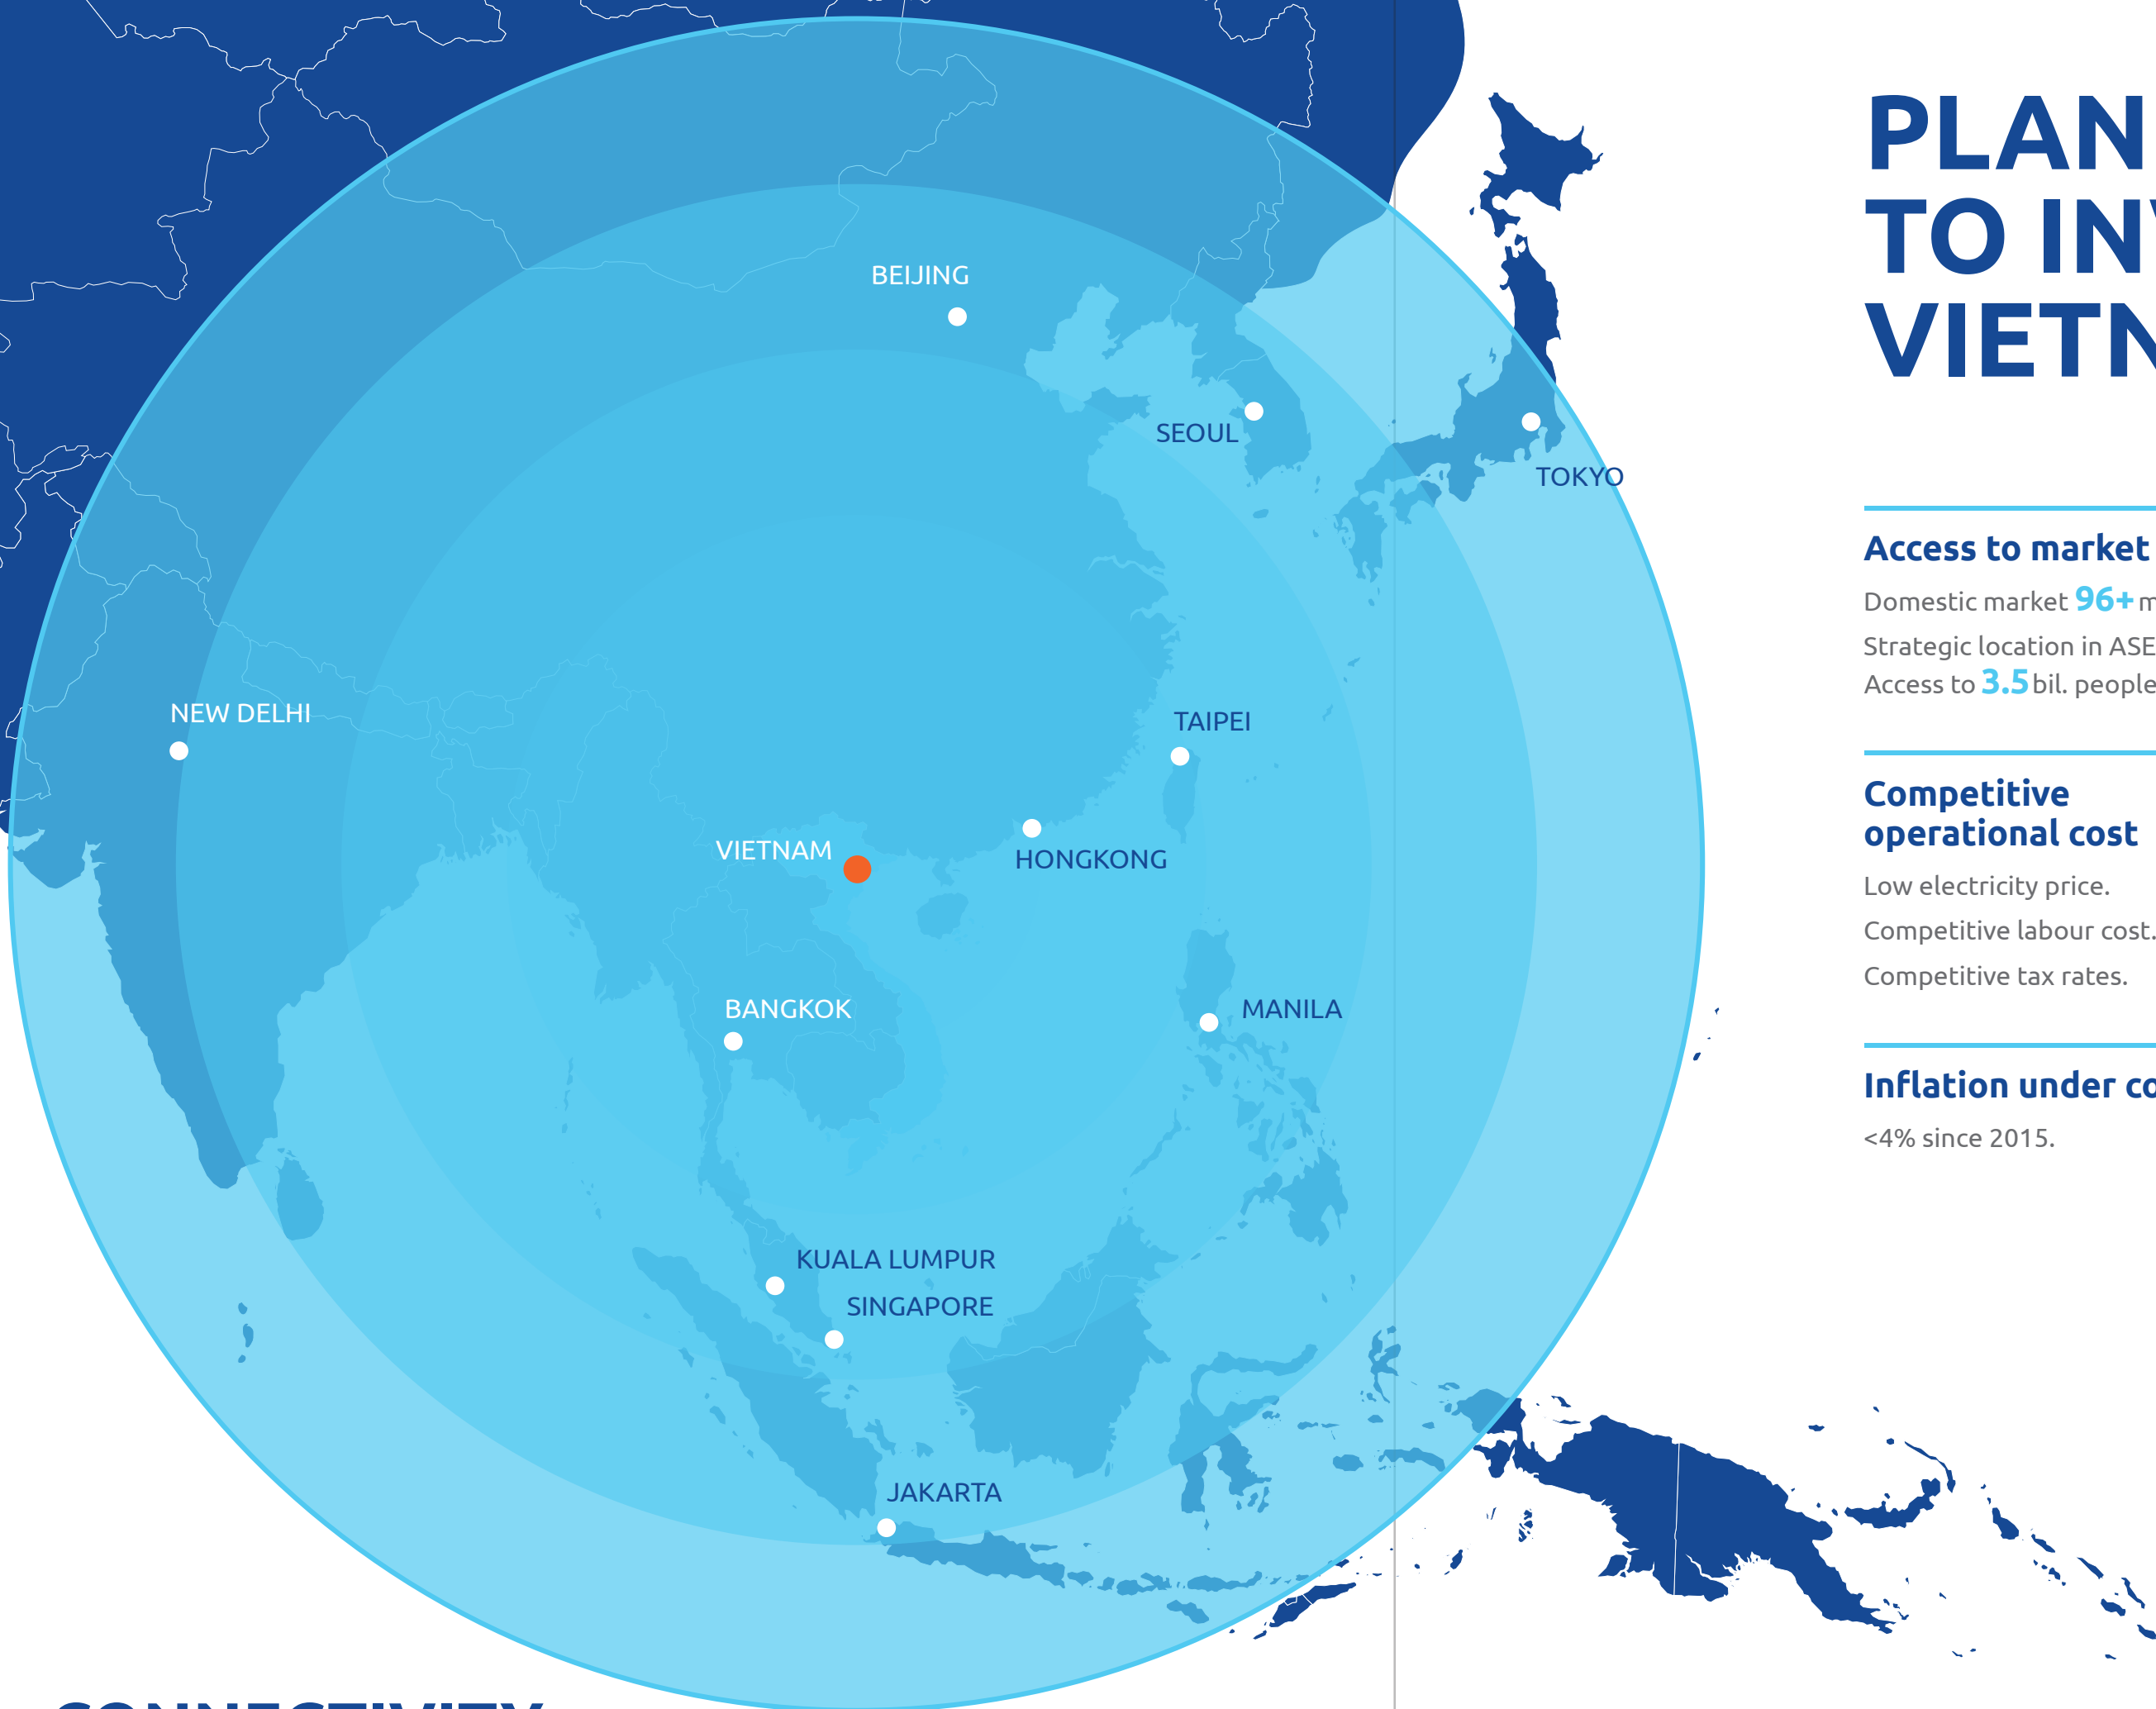 BEIJING
SEOUL
TOKYO
NEW DELHI
TAIPEI
VIETNAM
HONGKONG
BANGKOK
MANILA
KUALA LUMPUR
SINGAPORE
JAKARTA
CONNECTIVITY
PLAN
TO IN
VIETN
Access to market
Domestic market 96+ m
Strategic location in ASE
Access to 3.5 bil. people
Competitive
operational cost
Low electricity price.
Competitive labour cost.
Competitive tax rates.
Inflation under co
<4% since 2015.